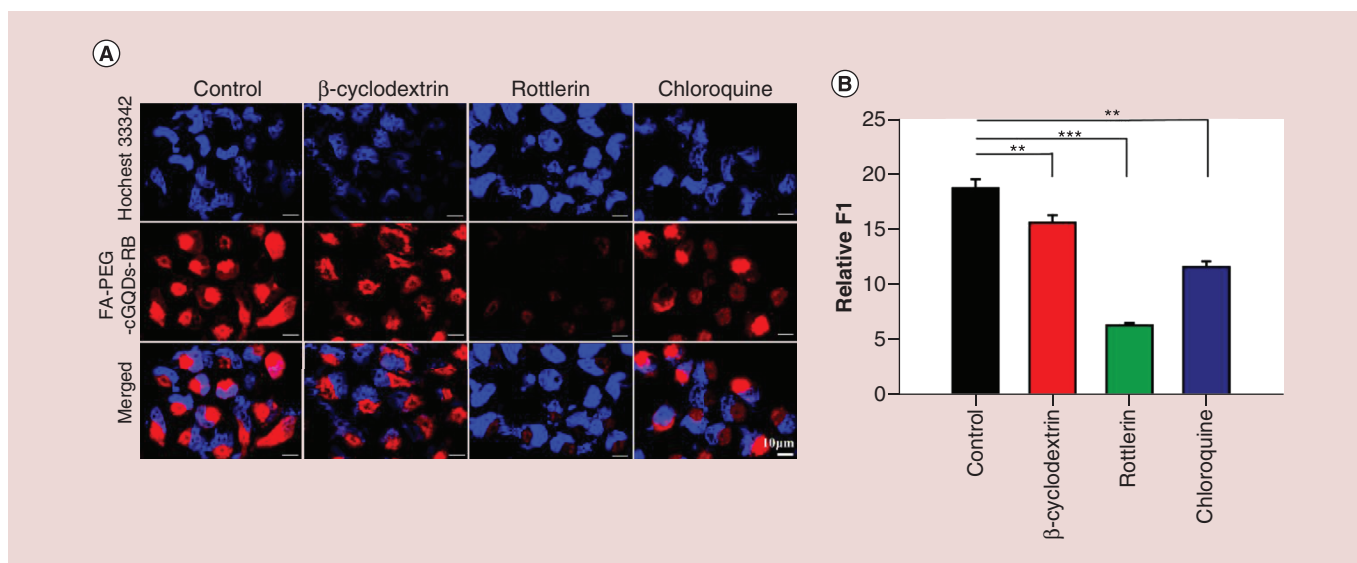 A
Control
β-cyclodextrin
Rottlerin
Chloroquine
Hochest 33342
FA-PEG
-cGQDs-RB
Merged
10μm
B
**
***
**
Relative F1
25
20
15
10
5
0
Control
β-cyclodextrin
Rottlerin
Chloroquine